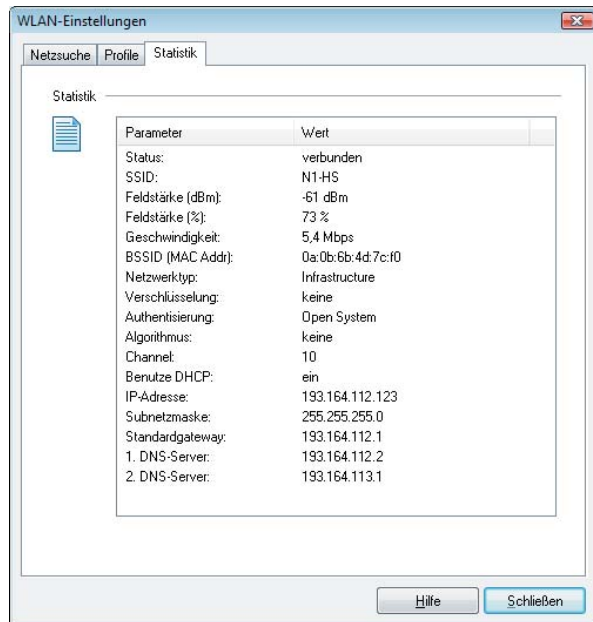 WLAN-Einstellungen
Netzsuche Profile Statistik
Statistik
Parameter Wert
Status: verbunden
SSID: N1-HS
Feldstärke (dBm): -61 dBm
Feldstärke (%): 73 %
Geschwindigkeit: 5,4 Mbps
BSSID (MAC Addr): 0a:0b:6b:4d:7c:f0
Netzwerktyp: Infrastructure
Verschlüsselung: keine
Authentisierung: Open System
Algorithmus: keine
Channel: 10
Benutze DHCP: ein
IP-Adresse: 193.164.112.123
Subnetzmaske: 255.255.255.0
Standardgateway: 193.164.112.1
1. DNS-Server: 193.164.112.2
2. DNS-Server: 193.164.113.1
Hilfe Schließen